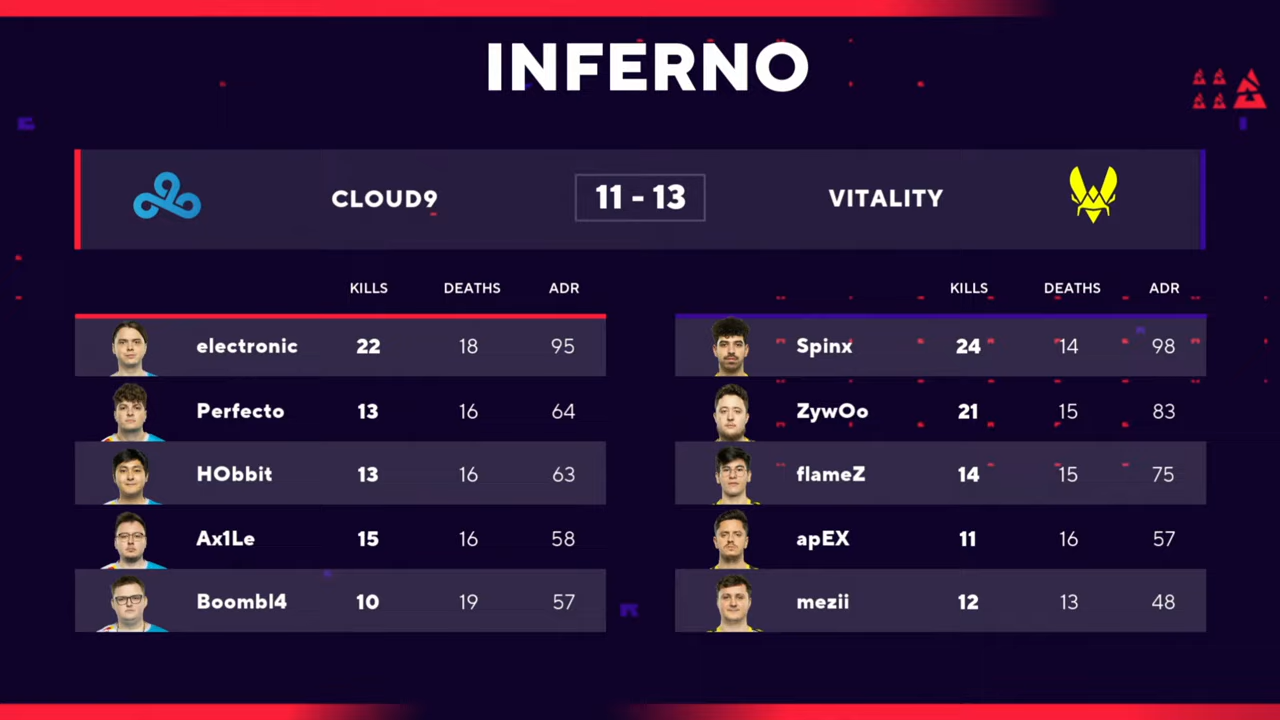 INFERNO
CLOUD9 11 - 13 VITALITY
KILLS DEATHS ADR KILLS DEATHS ADR
electronic 22 18 95 Spinx 24 14 98
Perfecto 13 16 64 ZywOo 21 15 83
HObbit 13 16 63 flameZ 14 15 75
Ax1Le 15 16 58 apEX 11 16 57
Boombl4 10 19 57 mezii 12 13 48